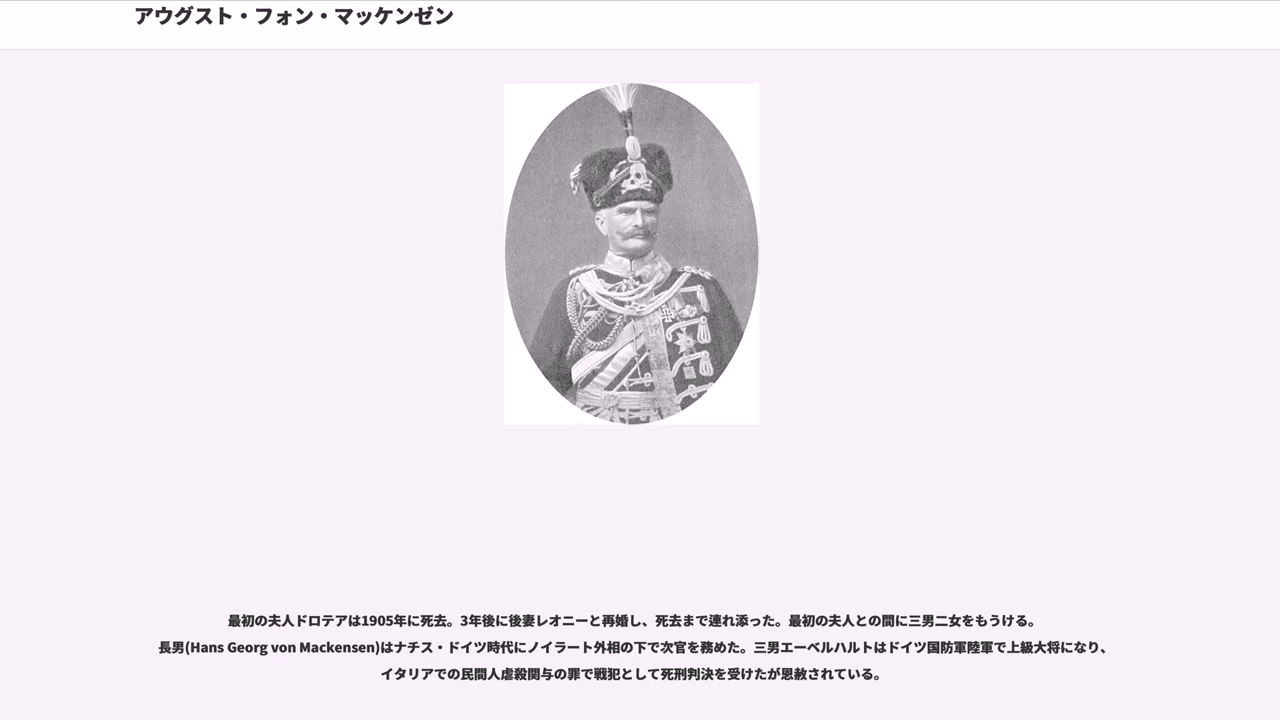 アウグスト・フォン・マッケンゼン
最初の夫人ドロテアは1905年に死去。3年後に後妻レオニーと再婚し、死去まで連れ添った。最初の夫人との間に三男二女をもうける。
長男(Hans Georg von Mackensen)はナチス・ドイツ時代にノイラート外相の下で次官を務めた。三男エーベルハルトはドイツ国防軍陸軍で上級大将になり、
イタリアでの民間人虐殺関与の罪で戦犯として死刑判決を受けたが恩赦されている。